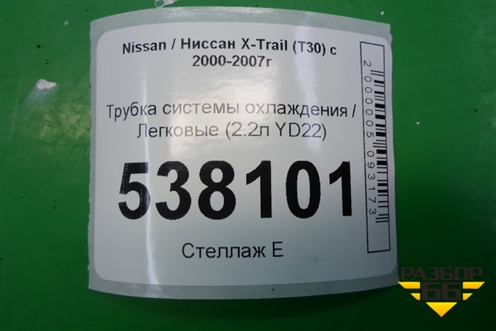 Nissan / Ниссан X-Trail (T30) с
2000-2007г
Трубка системы охлаждения /
Легковые (2.2л YD22)
538101
Стеллаж Е
2000005093173
РАЗБОР
66